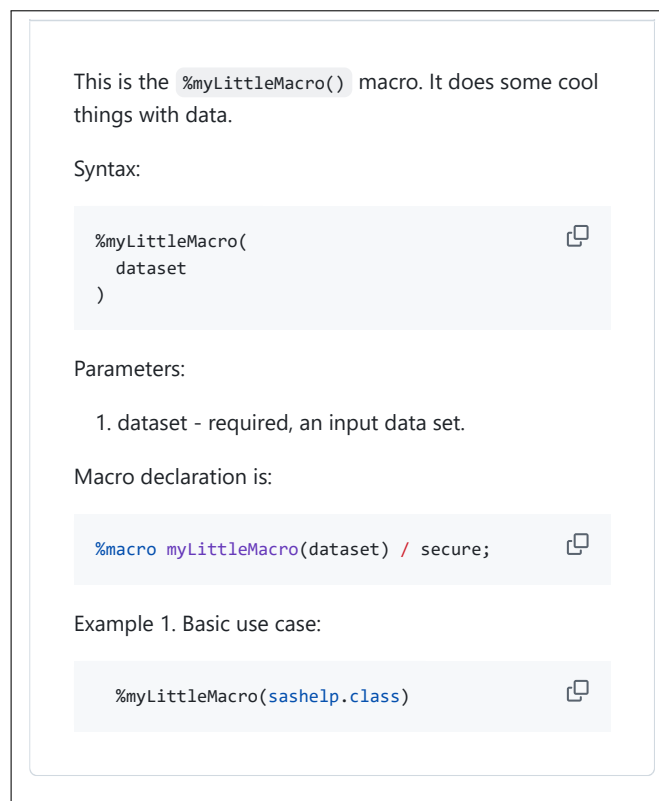 This is the %myLittleMacro() macro. It does some cool
things with data.
Syntax:
%myLittleMacro(
  dataset
)
Parameters:
1. dataset - required, an input data set.
Macro declaration is:
%macro myLittleMacro(dataset) / secure;
Example 1. Basic use case:
%myLittleMacro(sashelp.class)